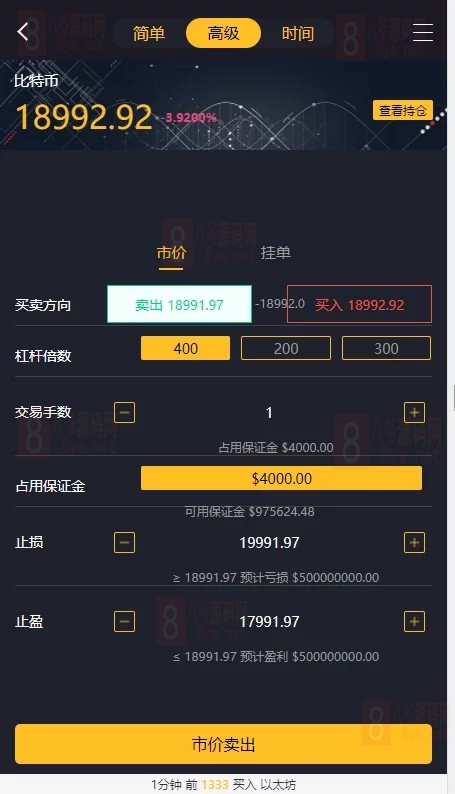 简单 高级 时间
比特币
18992.92 -3.9200%
查看持仓
市价 挂单
买卖方向 卖出 18991.97 -18992.0 买入 18992.92
杠杆倍数 400 200 300
交易手数 1
占用保证金 $4000.00
占用保证金 $4000.00
可用保证金 $975624.48
止损 19991.97
≥ 18991.97 预计亏损 $500000000.00
止盈 17991.97
≤ 18991.97 预计盈利 $500000000.00
市价卖出
1分钟 前 1333 买入 以太坊